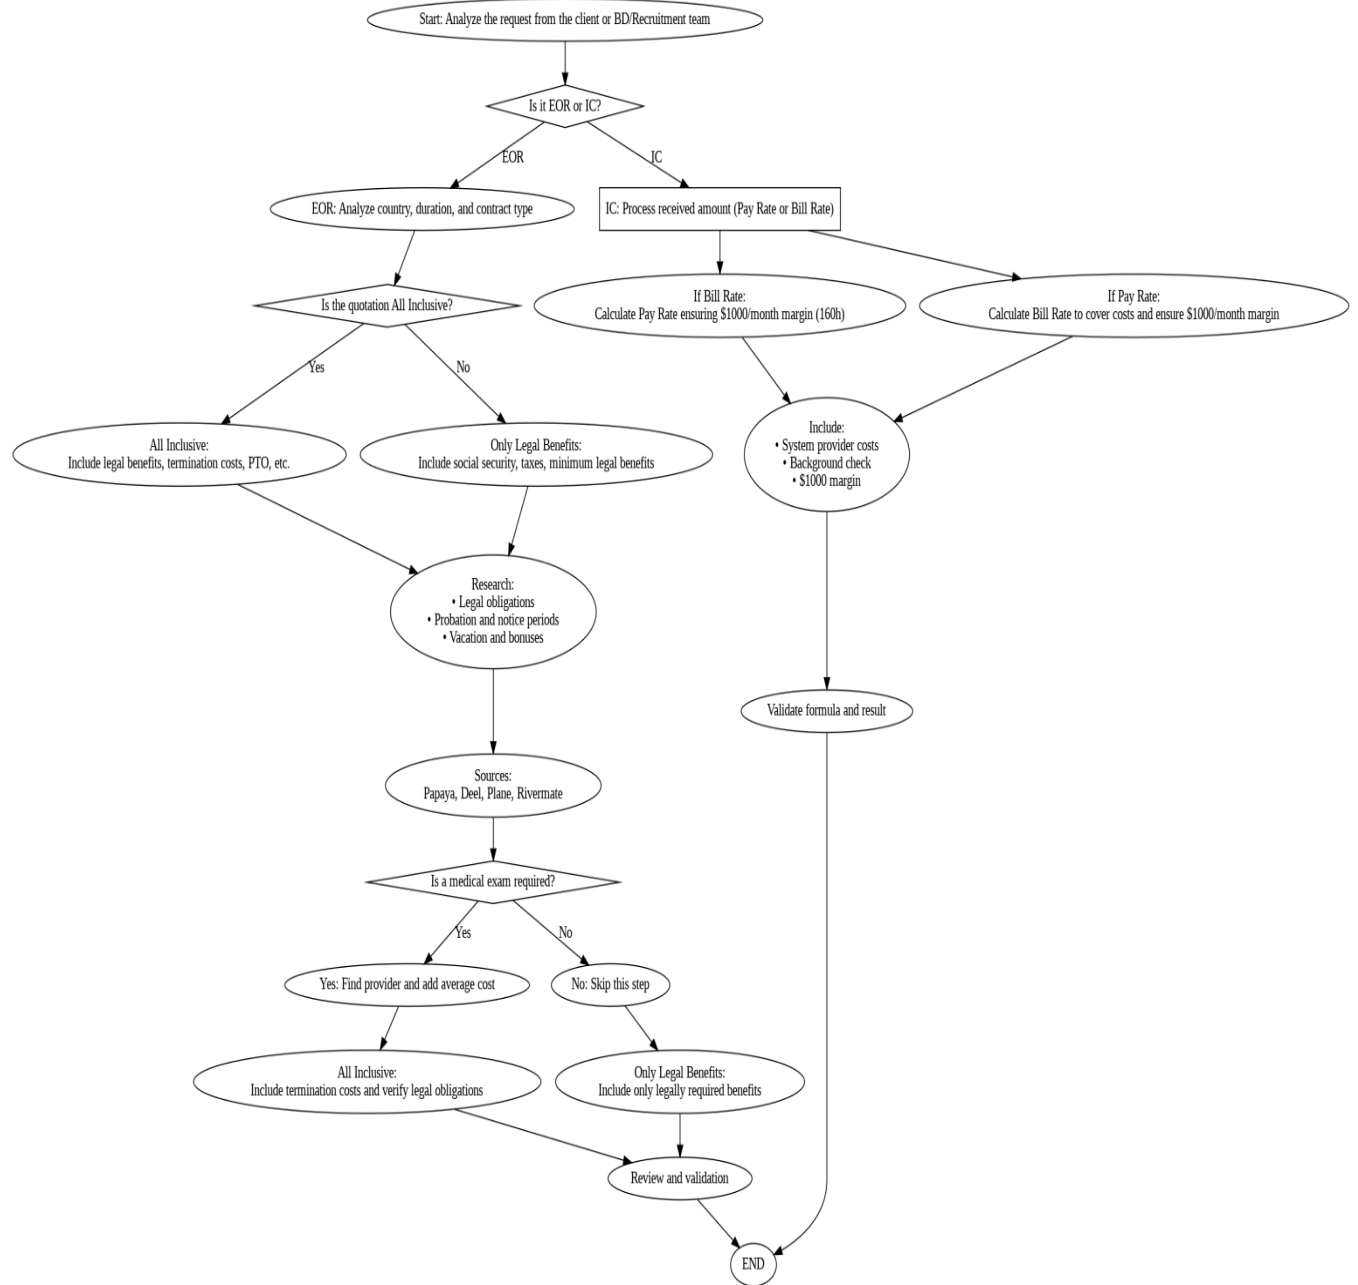 Start: Analyze the request from the client or BD/Recruitment team
Is it EOR or IC?
EOR
IC
EOR: Analyze country, duration, and contract type
IC: Process received amount (Pay Rate or Bill Rate)
Is the quotation All Inclusive?
If Bill Rate:
Calculate Pay Rate ensuring $1000/month margin (160h)
If Pay Rate:
Calculate Bill Rate to cover costs and ensure $1000/month margin
Yes
No
All Inclusive:
Include legal benefits, termination costs, PTO, etc.
Only Legal Benefits:
Include social security, taxes, minimum legal benefits
Include:
• System provider costs
• Background check
• $1000 margin
Research:
• Legal obligations
• Probation and notice periods
• Vacation and bonuses
Validate formula and result
Sources:
Papaya, Deel, Plane, Rivermate
Is a medical exam required?
Yes
No
Yes: Find provider and add average cost
No: Skip this step
All Inclusive:
Include termination costs and verify legal obligations
Only Legal Benefits:
Include only legally required benefits
Review and validation
END